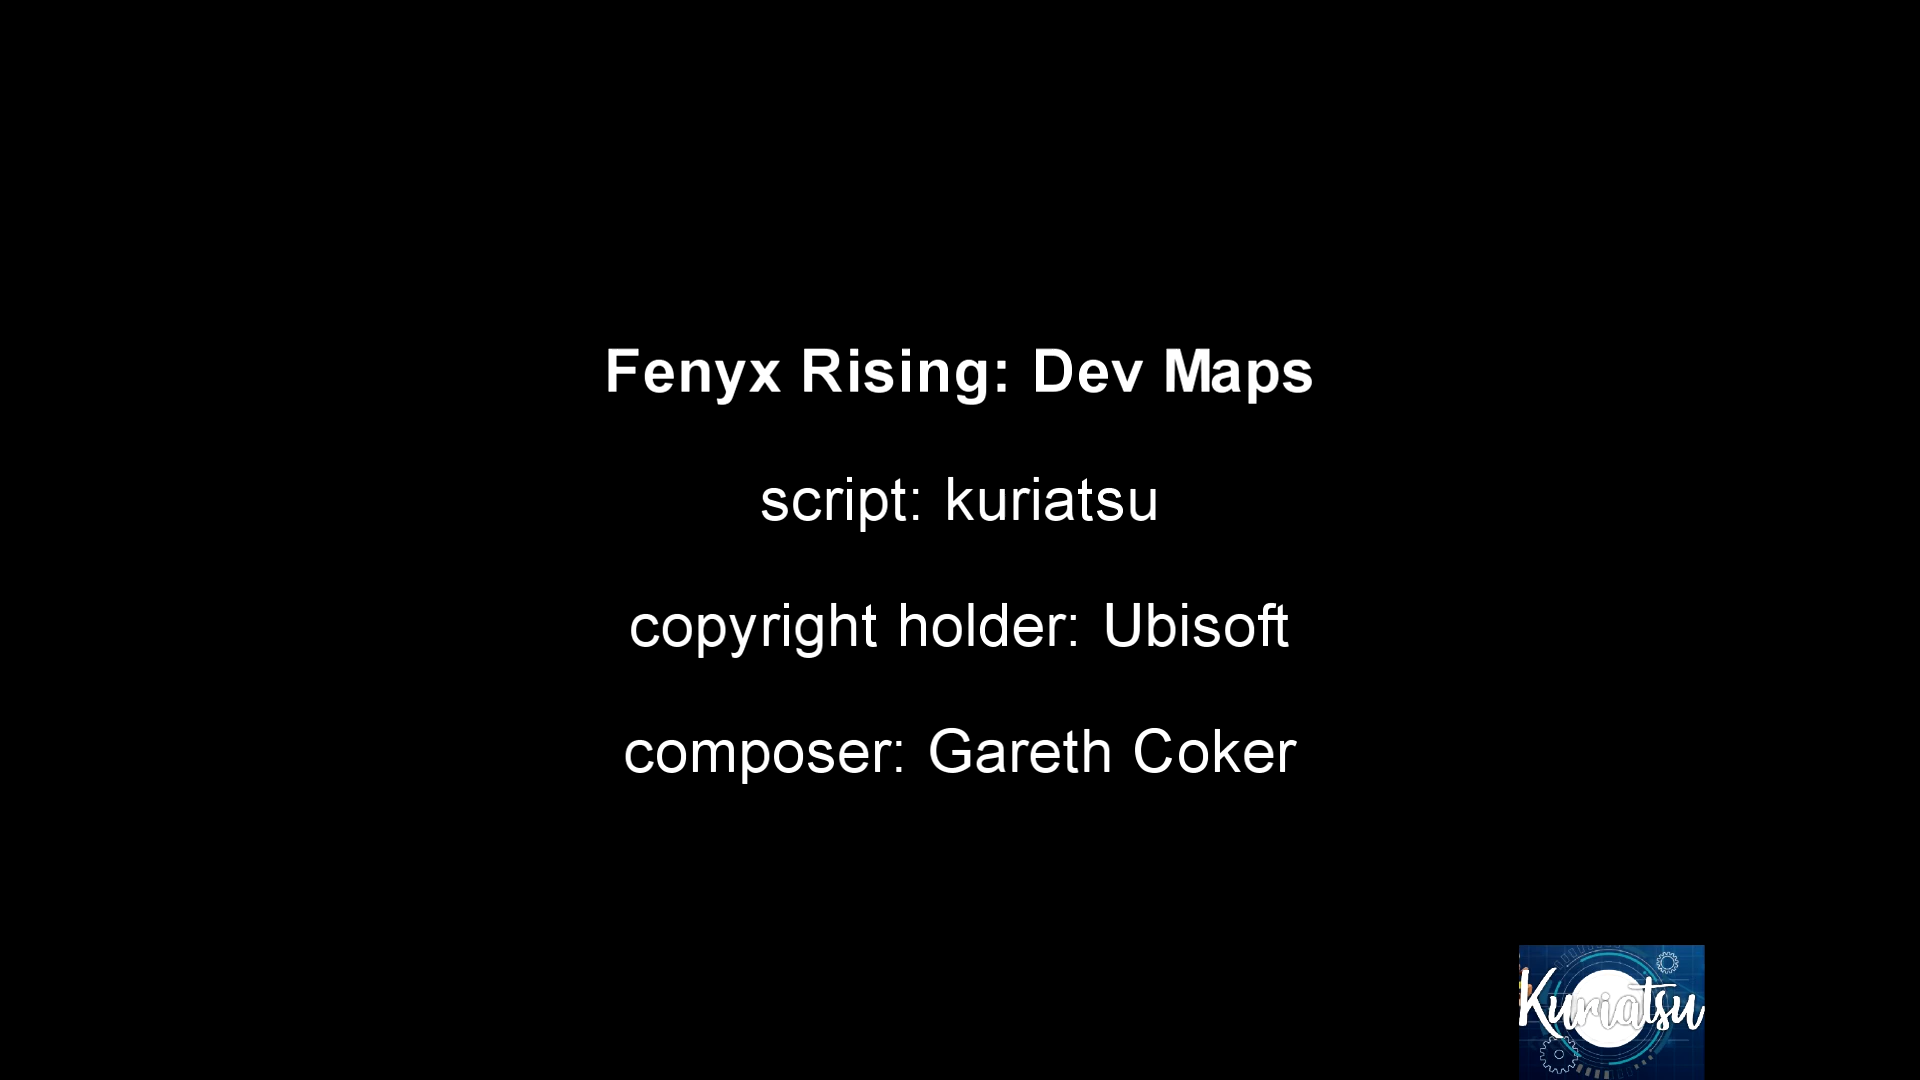 Fenyx Rising: Dev Maps
script: kuriatsu
copyright holder: Ubisoft
composer: Gareth Coker
Kuriatsu